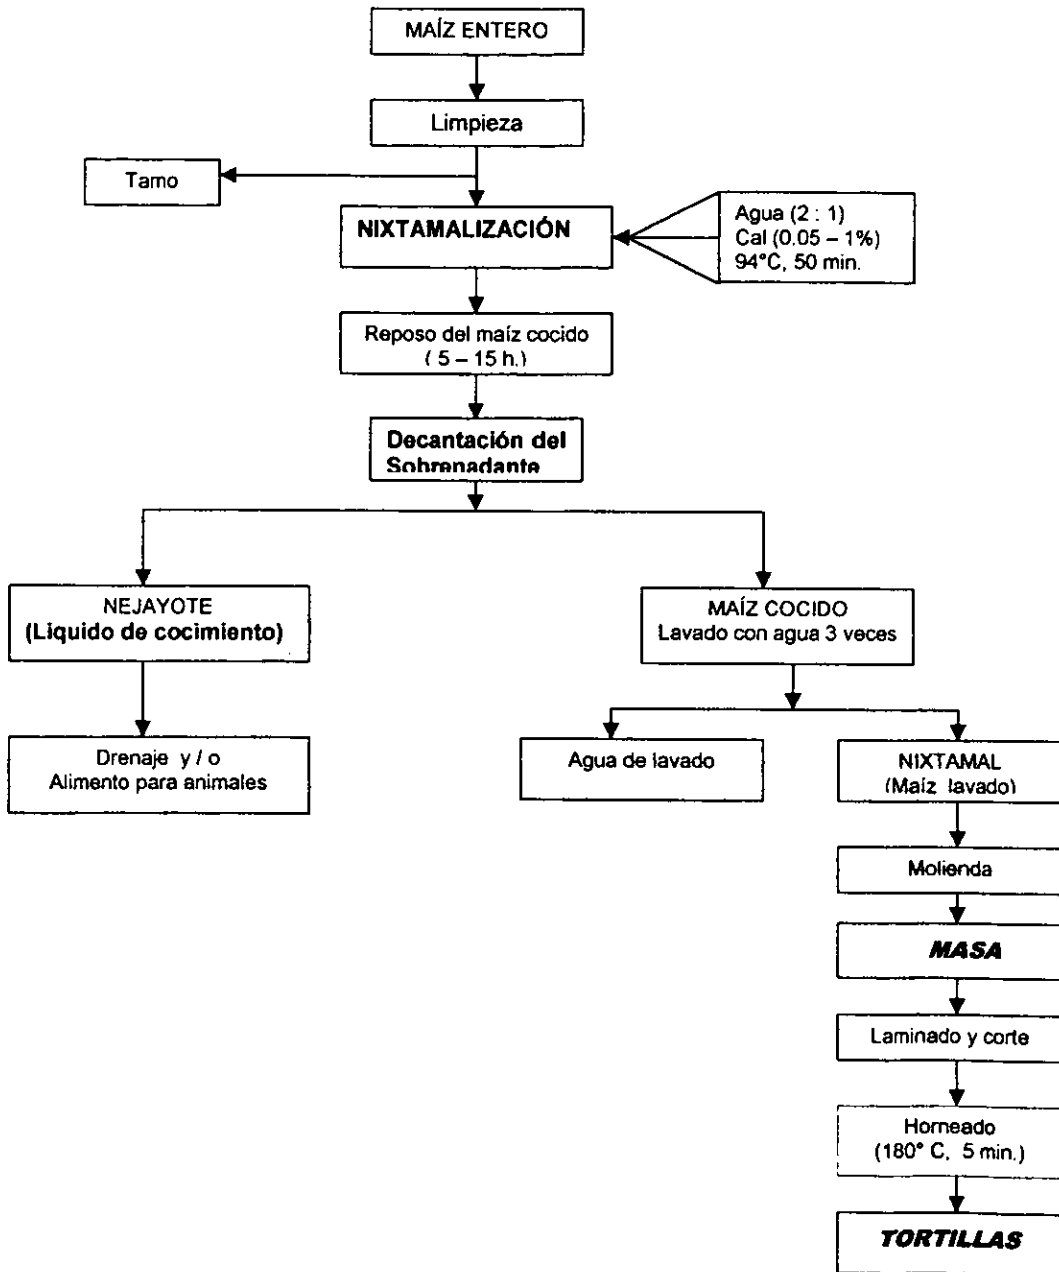 MAÍZ ENTERO
Limpieza
Tamo
NIXTAMALIZACIÓN
Agua (2 : 1)
Cal (0.05 – 1%)
94°C, 50 min.
Reposo del maíz cocido
( 5 – 15 h.)
Decantación del
Sobrenadante
NEJAYOTE
(Liquido de cocimiento)
MAÍZ COCIDO
Lavado con agua 3 veces
Drenaje y / o
Alimento para animales
Agua de lavado
NIXTAMAL
(Maíz lavado)
Molienda
MASA
Laminado y corte
Horneado
(180° C, 5 min.)
TORTILLAS